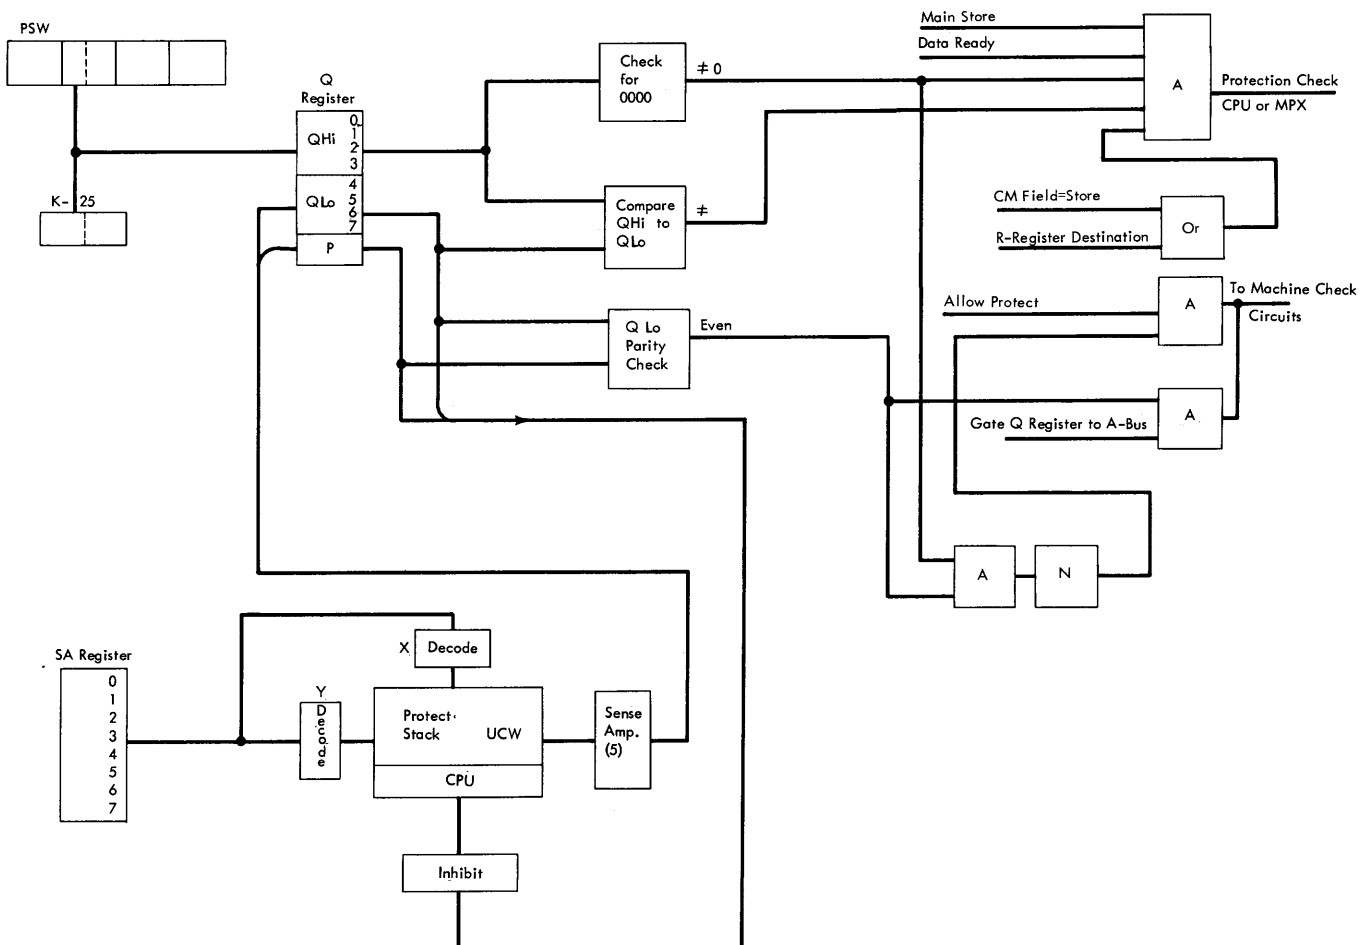 PSW
Q
Register
QHi
0
1
2
3
QLo
4
5
6
7
P
K- 25
Check
for
0000
≠ 0
Compare
QHi to
QLo
≠
Q Lo
Parity
Check
Even
Main Store
Data Ready
A
Protection Check
CPU or MPX
CM Field=Store
R-Register Destination
Or
Allow Protect
A
To Machine Check
Circuits
Gate Q Register to A-Bus
A
A
N
SA Register
0
1
2
3
4
5
6
7
X
Decode
Y
Decode
Protect
Stack
UCW
CPU
Sense
Amp.
(5)
Inhibit